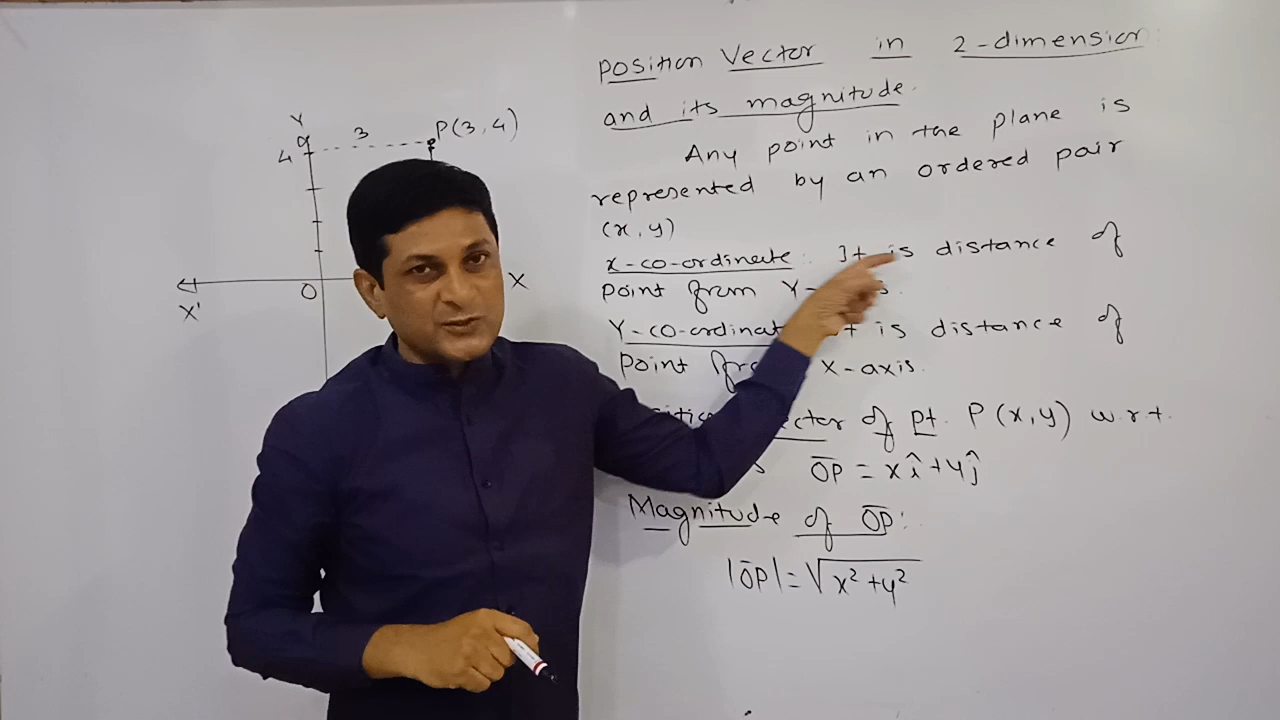 Position Vector in 2-dimension
and its magnitude.
Any point in the plane is
represented by an ordered pair
(x, y)
x-co-ordinate: It is distance of
point from Y-
Y-co-ordinat It is distance of
point from X-axis.
Vector of pt. P(x, y) w.r.t.
OP = xî + yĵ
Magnitude of OP:
|OP| = √x² + y²
Y
4
3
P(3, 4)
X'
O
X